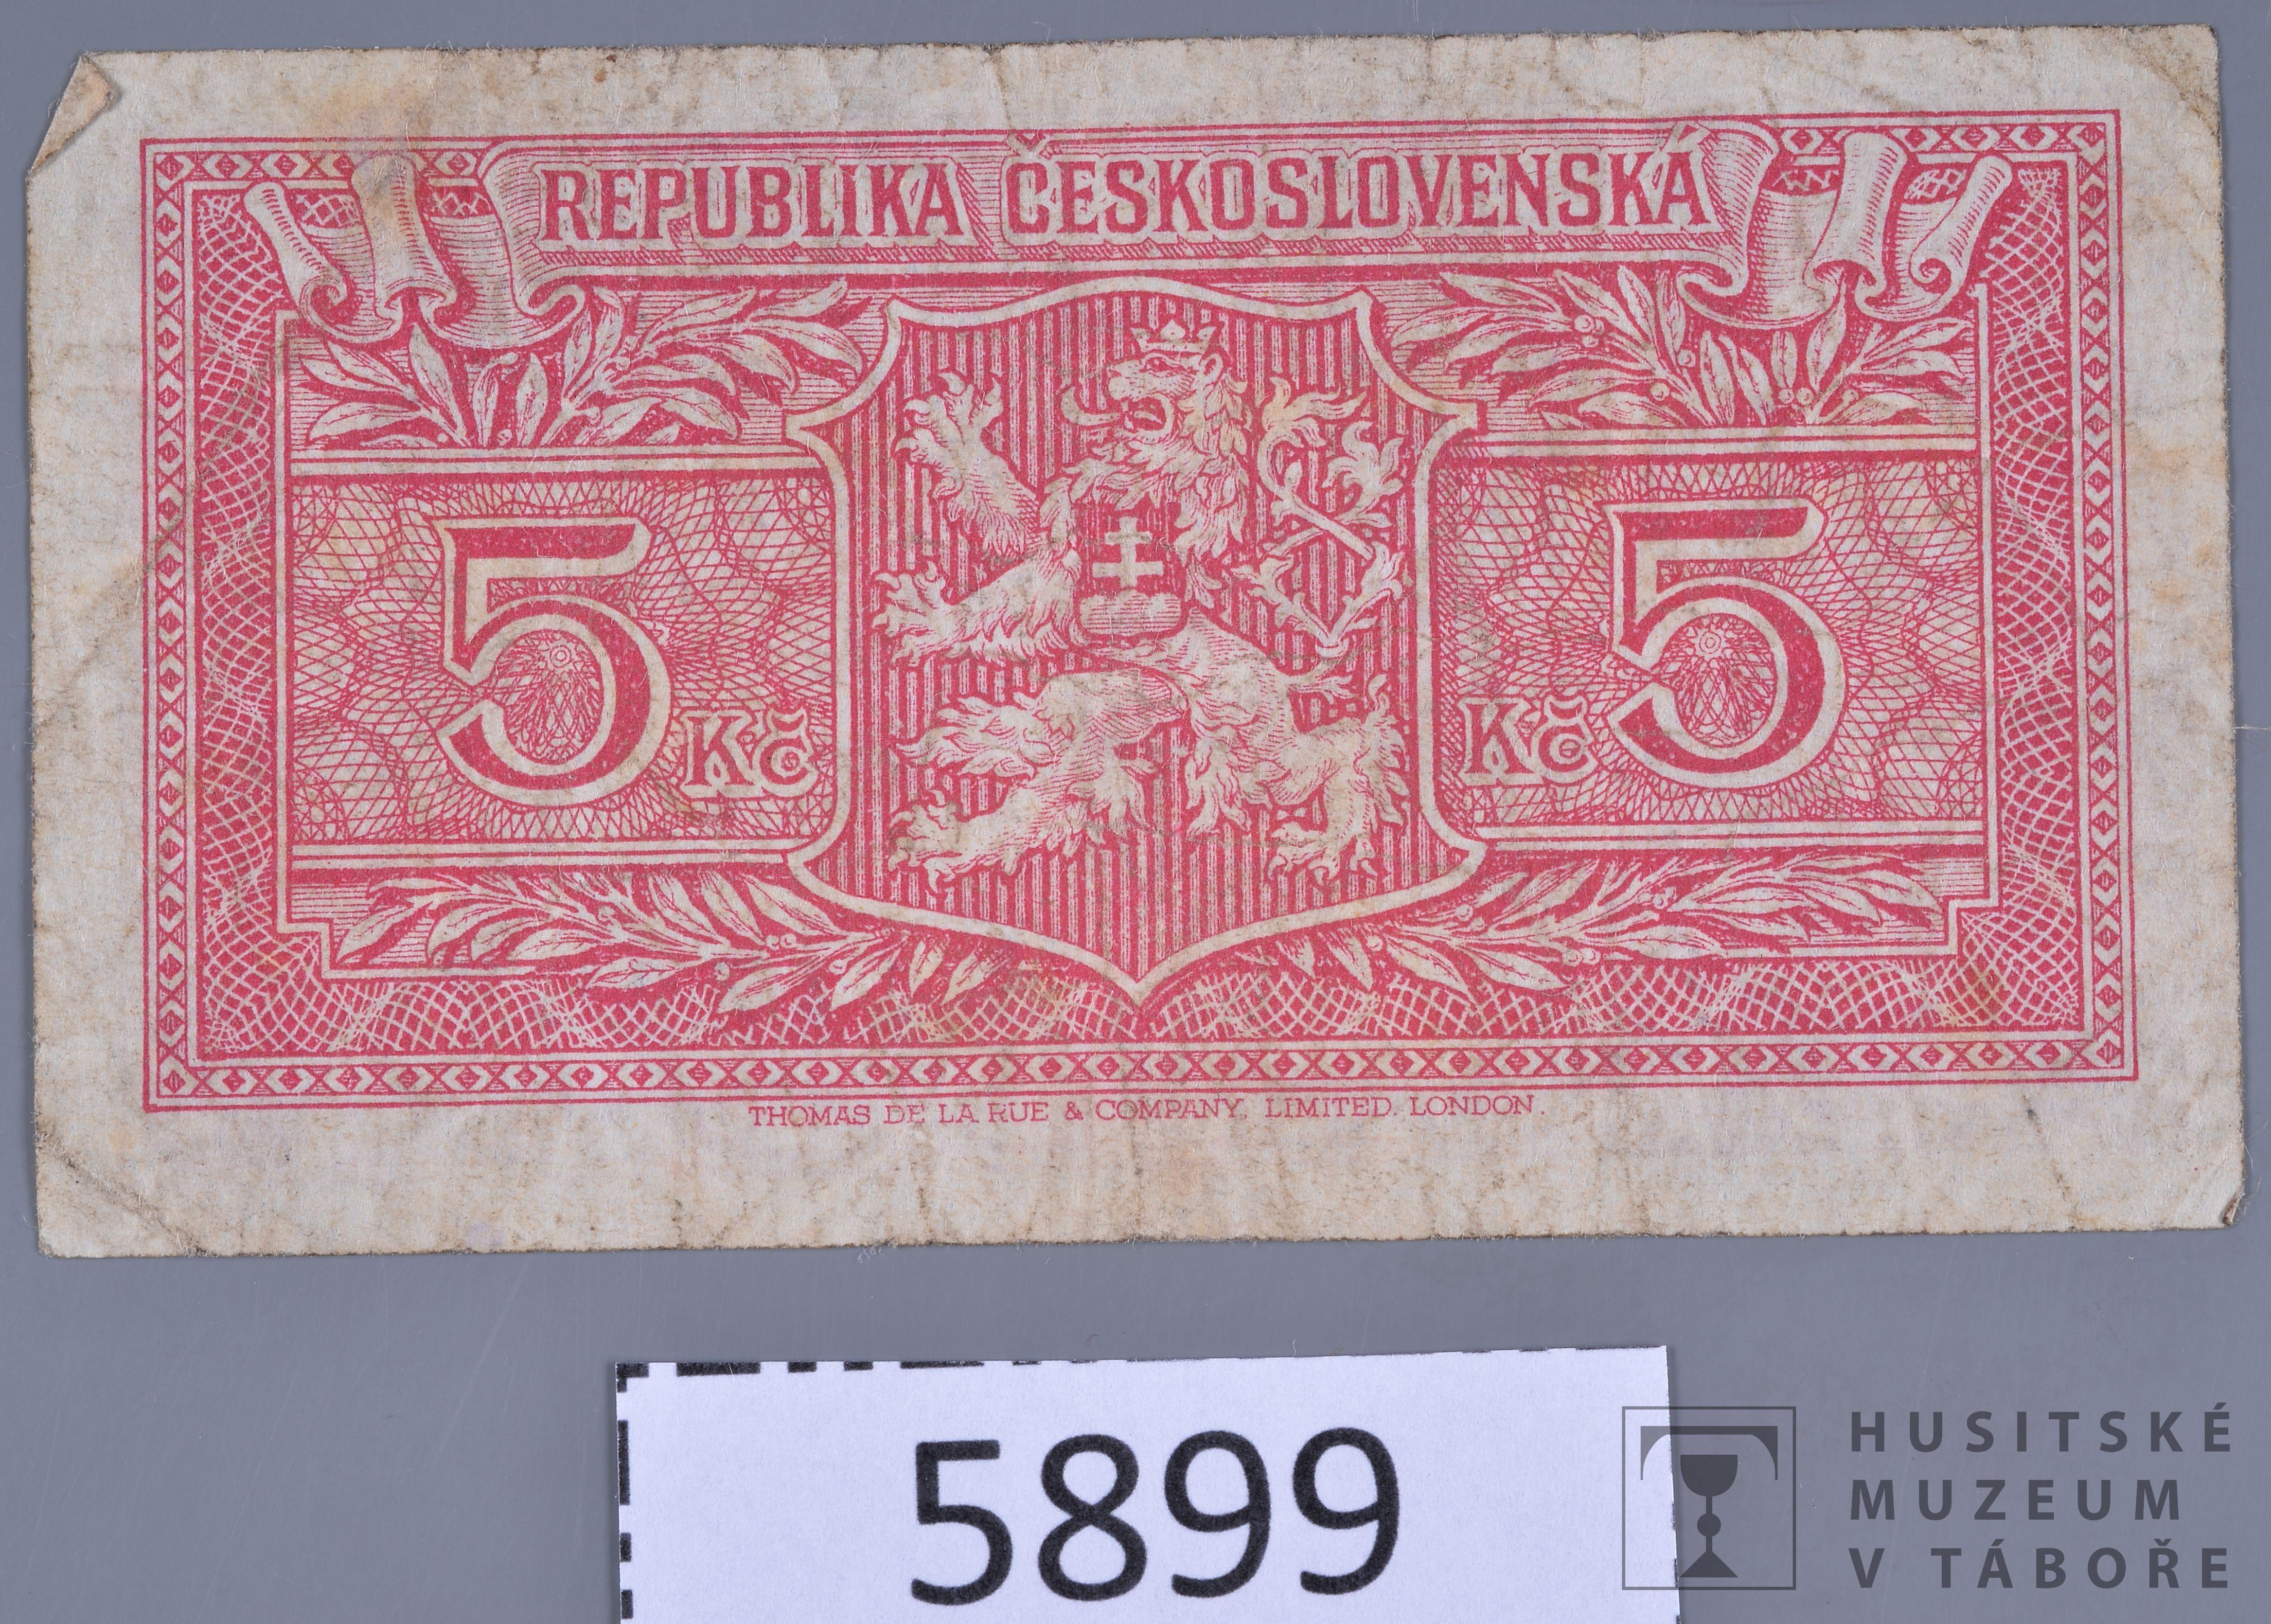 REPUBLIKA ČESKOSLOVENSKÁ
5 Kč
Kč 5
THOMAS DE LA RUE & COMPANY, LIMITED. LONDON.
5899
HUSITSKÉ
MUZEUM
V TÁBOŘE